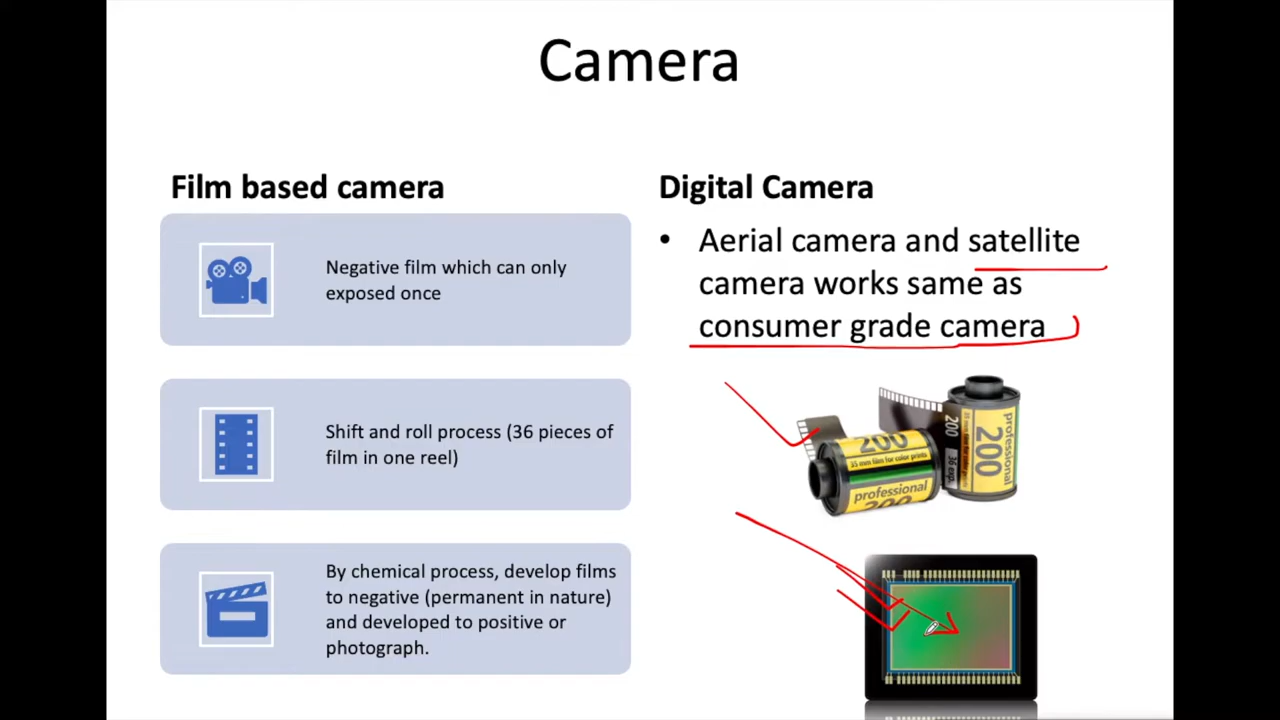 Camera
Film based camera
Negative film which can only
exposed once
Shift and roll process (36 pieces of
film in one reel)
By chemical process, develop films
to negative (permanent in nature)
and developed to positive or
photograph.
Digital Camera
• Aerial camera and satellite
camera works same as
consumer grade camera
200
35 mm film for color prints
professional
200
200
36 exp.
200
professional